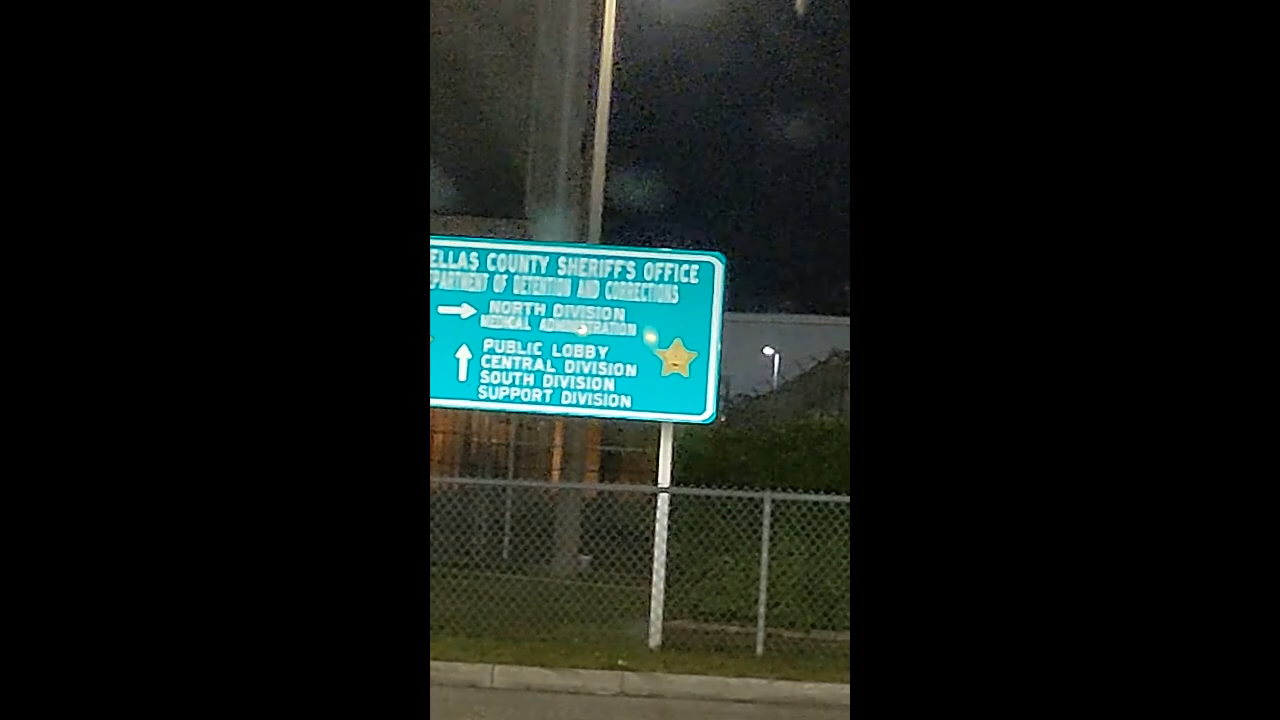 ELLAS COUNTY SHERIFF'S OFFICE
PARTMENT OF DETENTION AND CORRECTIONS
NORTH DIVISION
MEDICAL ADMINISTRATION
PUBLIC LOBBY
CENTRAL DIVISION
SOUTH DIVISION
SUPPORT DIVISION